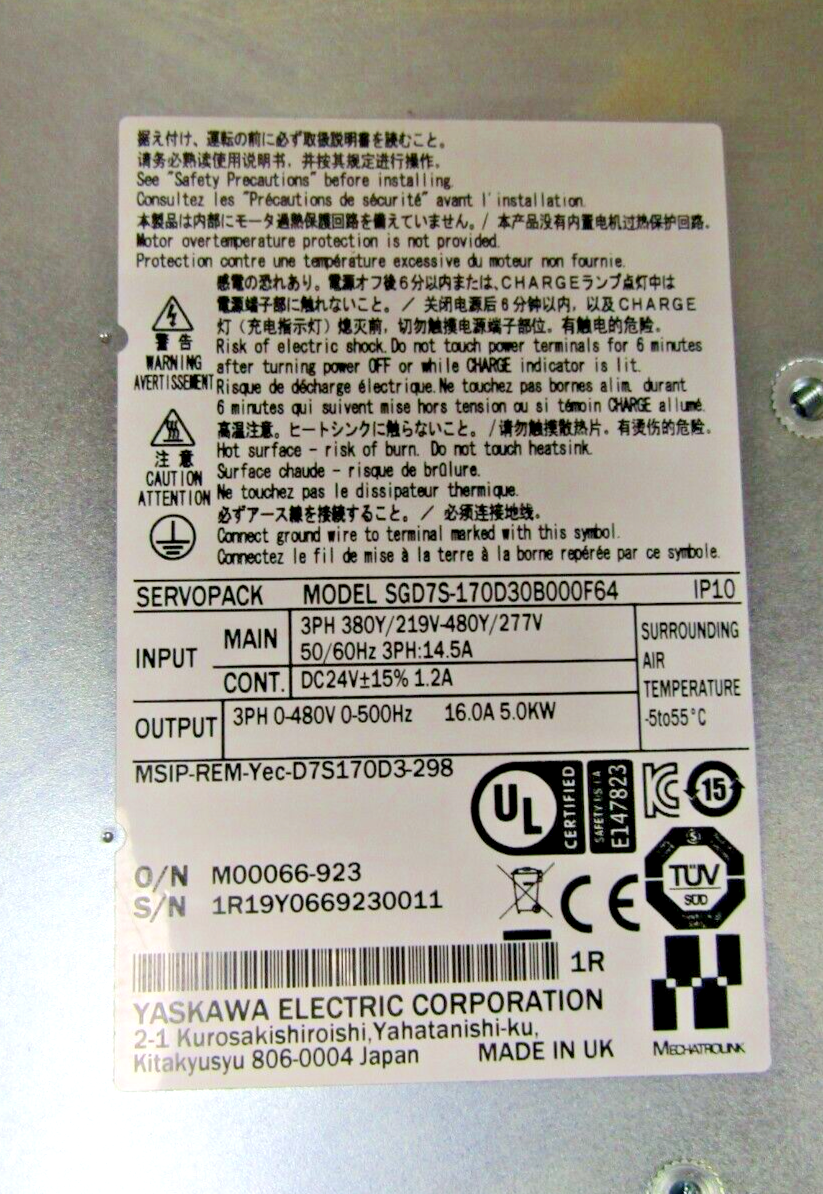 据え付け、運転の前に必ず取扱説明書を読むこと。
请务必熟读使用说明书，并按其规定进行操作。
See "Safety Precautions" before installing.
Consultez les "Précautions de sécurité" avant l'installation.
本製品は内部にモータ過熱保護回路を備えていません。/ 本产品没有内置电机过热保护回路.
Motor overtemperature protection is not provided.
Protection contre une température excessive du moteur non fournie.
感電の恐れあり。電源オフ後6分以内または、CHARGEランプ点灯中は
電源端子部に触れないこと。/ 关闭电源后6分钟以内，以及CHARGE
灯（充电指示灯）熄灭前，切勿触摸电源端子部位。有触电的危险。
警告
WARNING
AVERTISSEMENT
Risk of electric shock. Do not touch power terminals for 6 minutes
after turning power OFF or while CHARGE indicator is lit.
Risque de décharge électrique. Ne touchez pas bornes alim. durant
6 minutes qui suivent mise hors tension ou si témoin CHARGE allumé.
高温注意。ヒートシンクに触らないこと。/请勿触摸散热片。有烫伤的危险。
注意
CAUTION
ATTENTION
Hot surface - risk of burn. Do not touch heatsink.
Surface chaude - risque de brûlure.
Ne touchez pas le dissipateur thermique.
必ずアース線を接続すること。/ 必须连接地线。
Connect ground wire to terminal marked with this symbol.
Connectez le fil de mise à la terre à la borne repérée par ce symbole.
SERVOPACK MODEL SGD7S-170D30B000F64 IP10
INPUT MAIN 3PH 380Y/219V-480Y/277V
50/60Hz 3PH:14.5A
CONT. DC24V±15% 1.2A
OUTPUT 3PH 0-480V 0-500Hz 16.0A 5.0KW
SURROUNDING
AIR
TEMPERATURE
-5to55°C
MSIP-REM-Yec-D7S170D3-298
UL CERTIFIED
SAFETY US CA
E147823
15
TÜV
SÜD
O/N M00066-923
S/N 1R19Y0669230011
CE
1R
YASKAWA ELECTRIC CORPORATION
2-1 Kurosakishiroishi,Yahatanishi-ku,
Kitakyusyu 806-0004 Japan MADE IN UK
MECHATROLINK